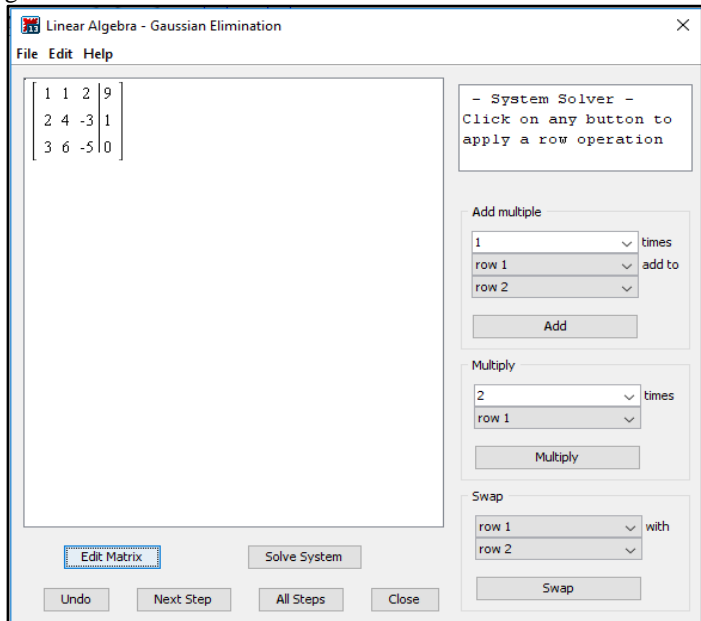 Linear Algebra - Gaussian Elimination
File Edit Help
1 1 2 9
2 4 -3 1
3 6 -5 0
- System Solver -
Click on any button to
apply a row operation
Add multiple
1 times
row 1 add to
row 2
Add
Multiply
2 times
row 1
Multiply
Swap
row 1 with
row 2
Swap
Edit Matrix Solve System
Undo Next Step All Steps Close